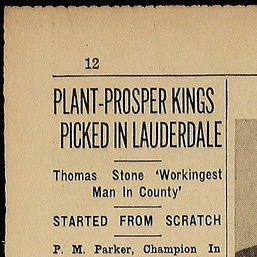 12
PLANT-PROSPER KINGS
PICKED IN LAUDERDALE
Thomas Stone 'Workingest
Man In County'
STARTED FROM SCRATCH
P. M. Parker, Champion In